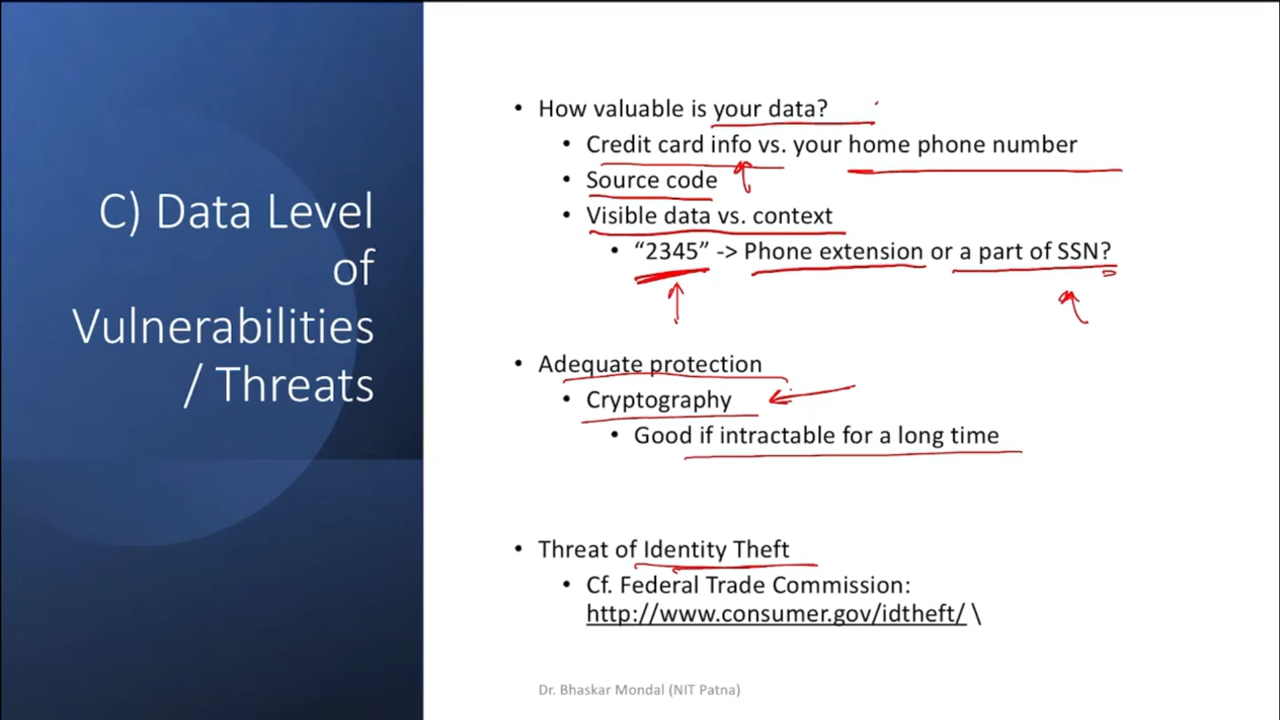 C) Data Level
of
Vulnerabilities
/ Threats
• How valuable is your data?
• Credit card info vs. your home phone number
• Source code
• Visible data vs. context
• “2345” -> Phone extension or a part of SSN?
• Adequate protection
• Cryptography
• Good if intractable for a long time
• Threat of Identity Theft
• Cf. Federal Trade Commission:
http://www.consumer.gov/idtheft/ \
Dr. Bhaskar Mondal (NIT Patna)